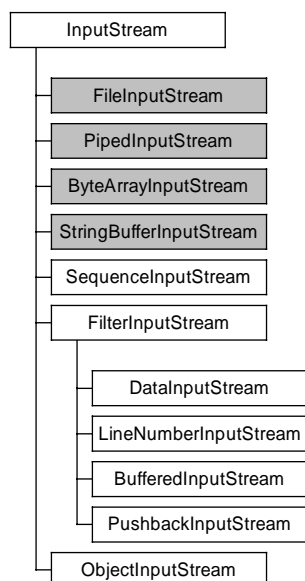 InputStream
FileInputStream
PipedInputStream
ByteArrayInputStream
StringBufferInputStream
SequenceInputStream
FilterInputStream
DataInputStream
LineNumberInputStream
BufferedInputStream
PushbackInputStream
ObjectInputStream